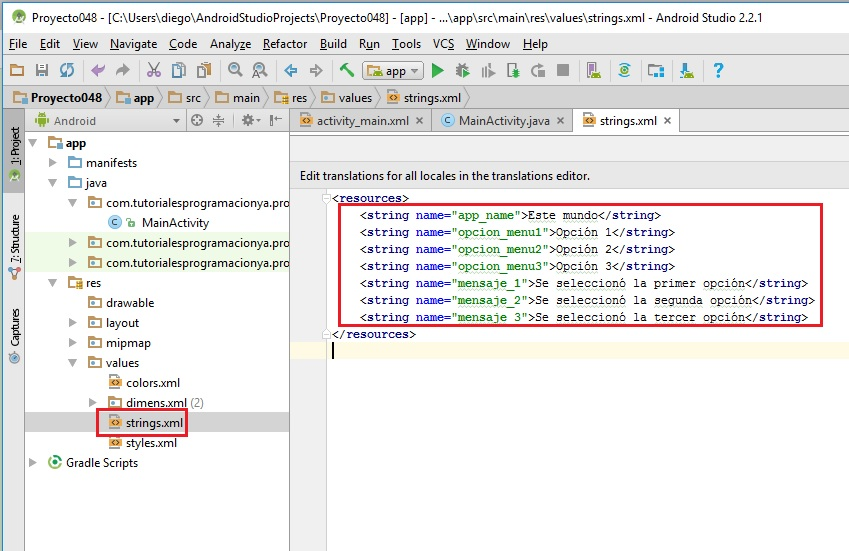 Proyecto048 - [C:\Users\diego\AndroidStudioProjects\Proyecto048] - [app] - ...\app\src\main\res\values\strings.xml - Android Studio 2.2.1
File Edit View Navigate Code Analyze Refactor Build Run Tools VCS Window Help
app
Proyecto048 app src main res values strings.xml
1: Project
7: Structure
Captures
Android
app
manifests
java
com.tutorialesprogramacionya.pro
MainActivity
com.tutorialesprogramacionya.pro
com.tutorialesprogramacionya.pro
res
drawable
layout
mipmap
values
colors.xml
dimens.xml (2)
strings.xml
styles.xml
Gradle Scripts
activity_main.xml MainActivity.java strings.xml
Edit translations for all locales in the translations editor.
<resources>
<string name="app_name">Este mundo</string>
<string name="opcion_menu1">Opción 1</string>
<string name="opcion_menu2">Opción 2</string>
<string name="opcion_menu3">Opción 3</string>
<string name="mensaje_1">Se seleccionó la primer opción</string>
<string name="mensaje_2">Se seleccionó la segunda opción</string>
<string name="mensaje_3">Se seleccionó la tercer opción</string>
</resources>